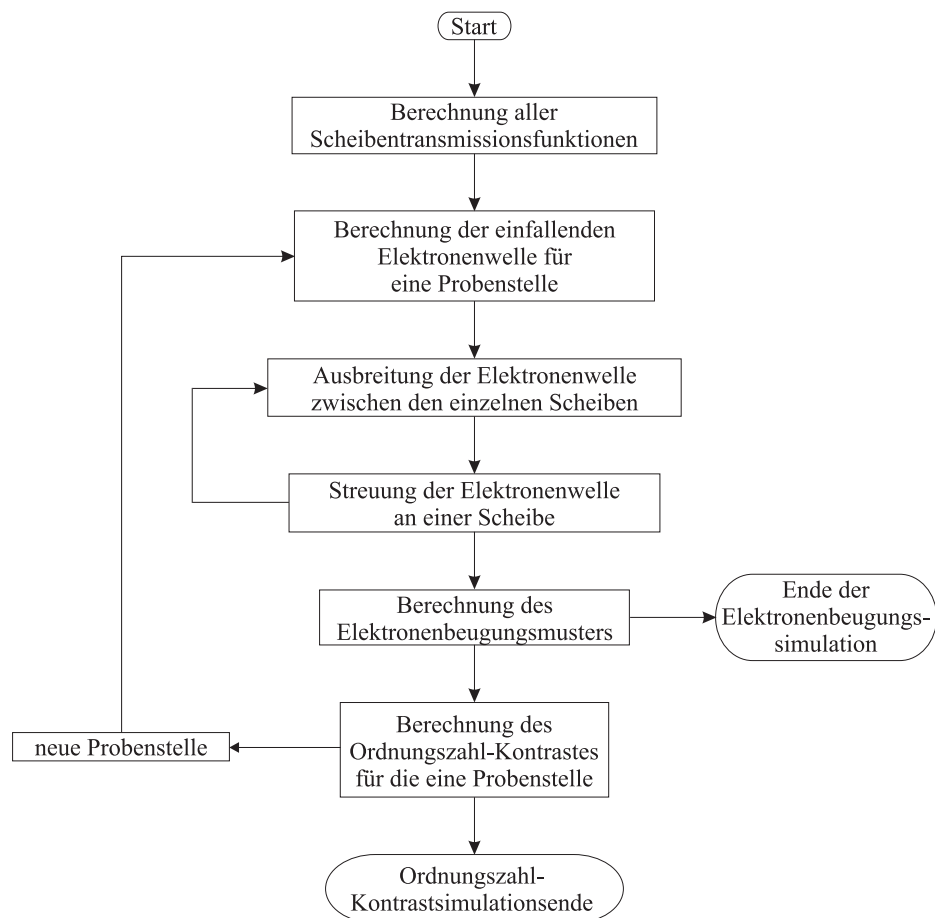 Start
Berechnung aller
Scheibentransmissionsfunktionen
Berechnung der einfallenden
Elektronenwelle für
eine Probenstelle
Ausbreitung der Elektronenwelle
zwischen den einzelnen Scheiben
Streuung der Elektronenwelle
an einer Scheibe
Berechnung des
Elektronenbeugungsmusters
Ende der
Elektronenbeugungs-
simulation
Berechnung des
Ordnungszahl-Kontrastes
für die eine Probenstelle
neue Probenstelle
Ordnungszahl-
Kontrastsimulationsende